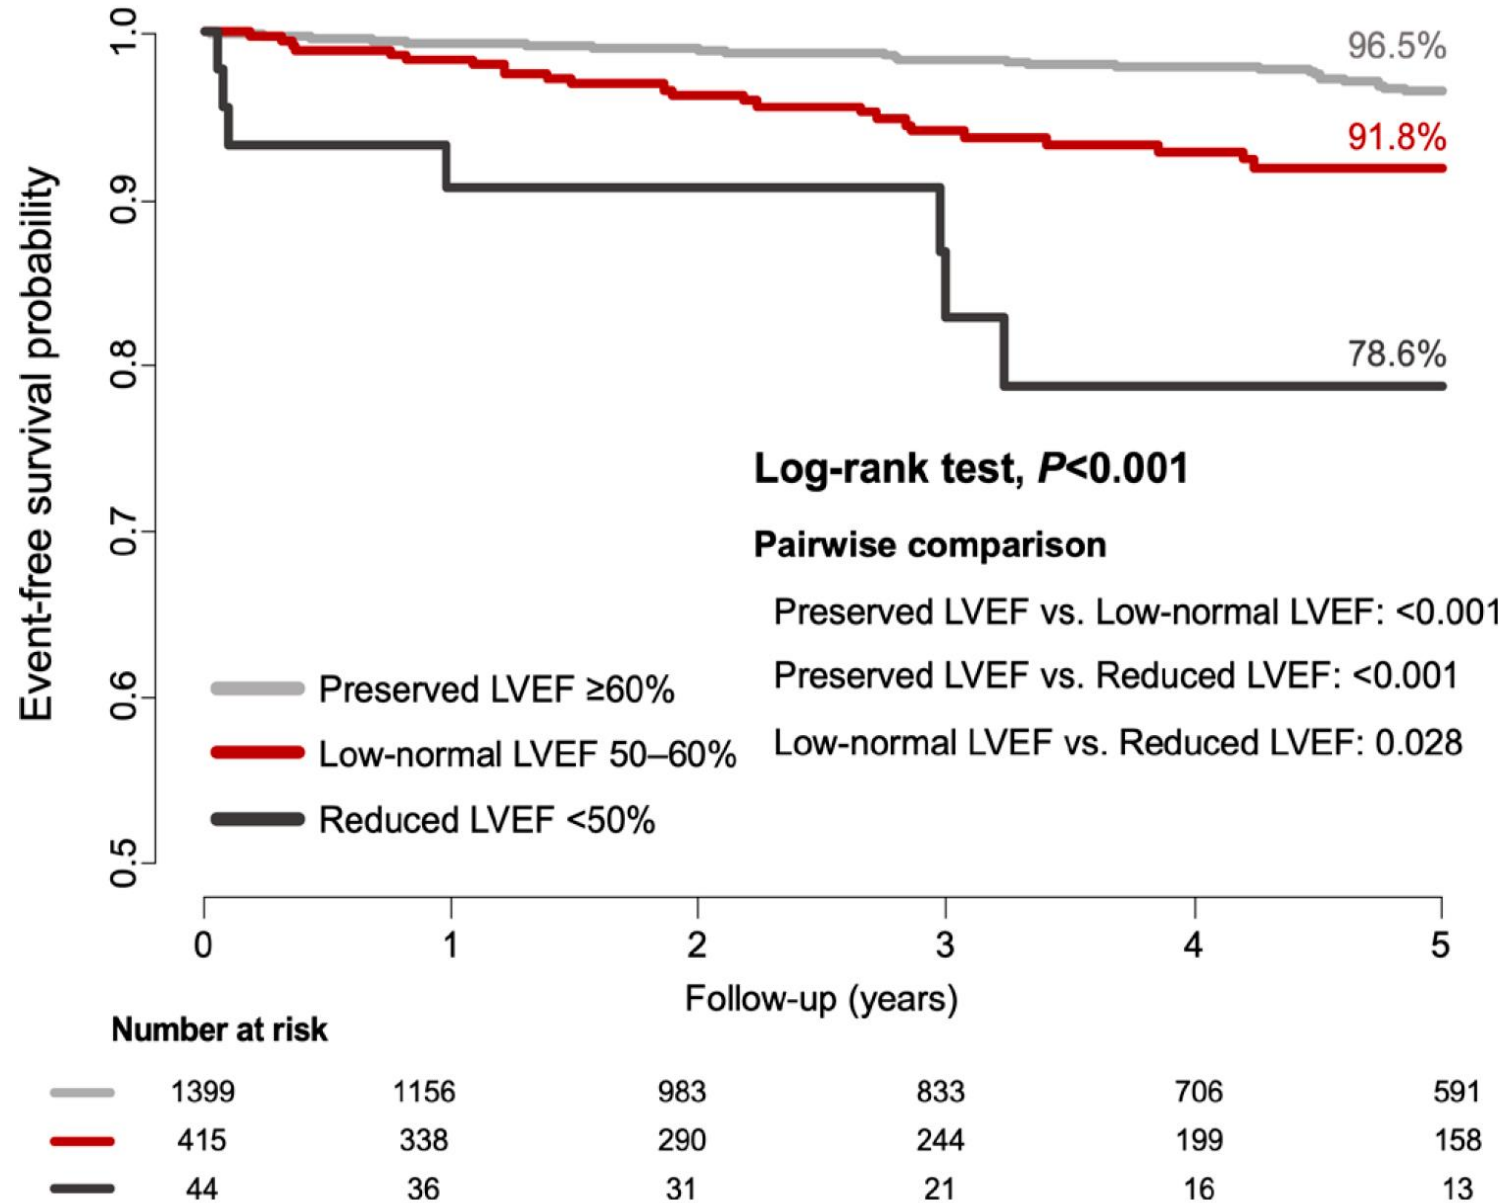 Event-free survival probability
1.0
0.9
0.8
0.7
0.6
0.5
96.5%
91.8%
78.6%
Log-rank test, P<0.001
Pairwise comparison
Preserved LVEF vs. Low-normal LVEF: <0.001
Preserved LVEF vs. Reduced LVEF: <0.001
Low-normal LVEF vs. Reduced LVEF: 0.028
Preserved LVEF ≥60%
Low-normal LVEF 50–60%
Reduced LVEF <50%
0 1 2 3 4 5
Follow-up (years)
Number at risk
1399 1156 983 833 706 591
415 338 290 244 199 158
44 36 31 21 16 13